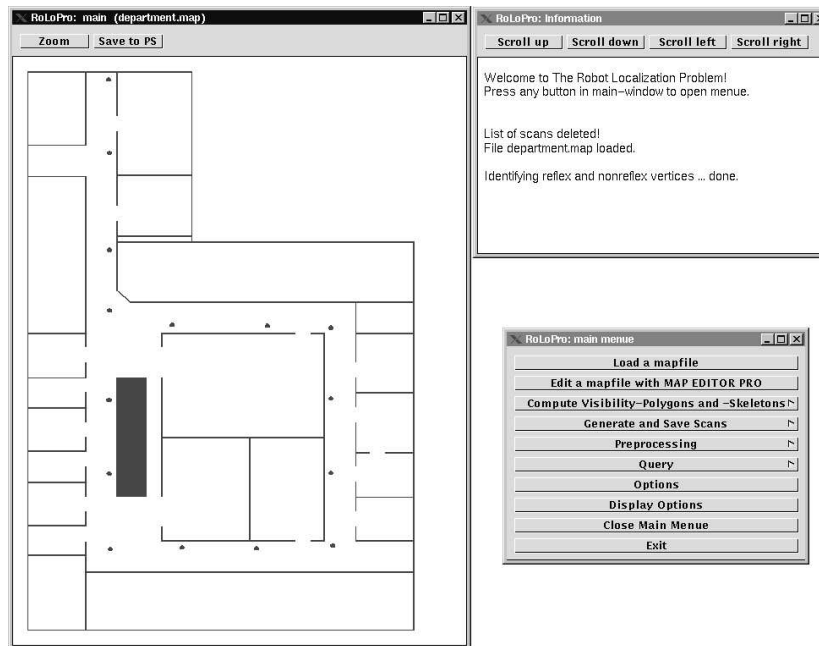 RoLoPro: main (department.map)
Zoom
Save to PS
RoLoPro: Information
Scroll up
Scroll down
Scroll left
Scroll right
Welcome to The Robot Localization Problem!
Press any button in main-window to open menue.
List of scans deleted!
File department.map loaded.
Identifying reflex and nonreflex vertices ... done.
RoLoPro: main menue
Load a mapfile
Edit a mapfile with MAP EDITOR PRO
Compute Visibility-Polygons and -Skeletons
Generate and Save Scans
Preprocessing
Query
Options
Display Options
Close Main Menue
Exit